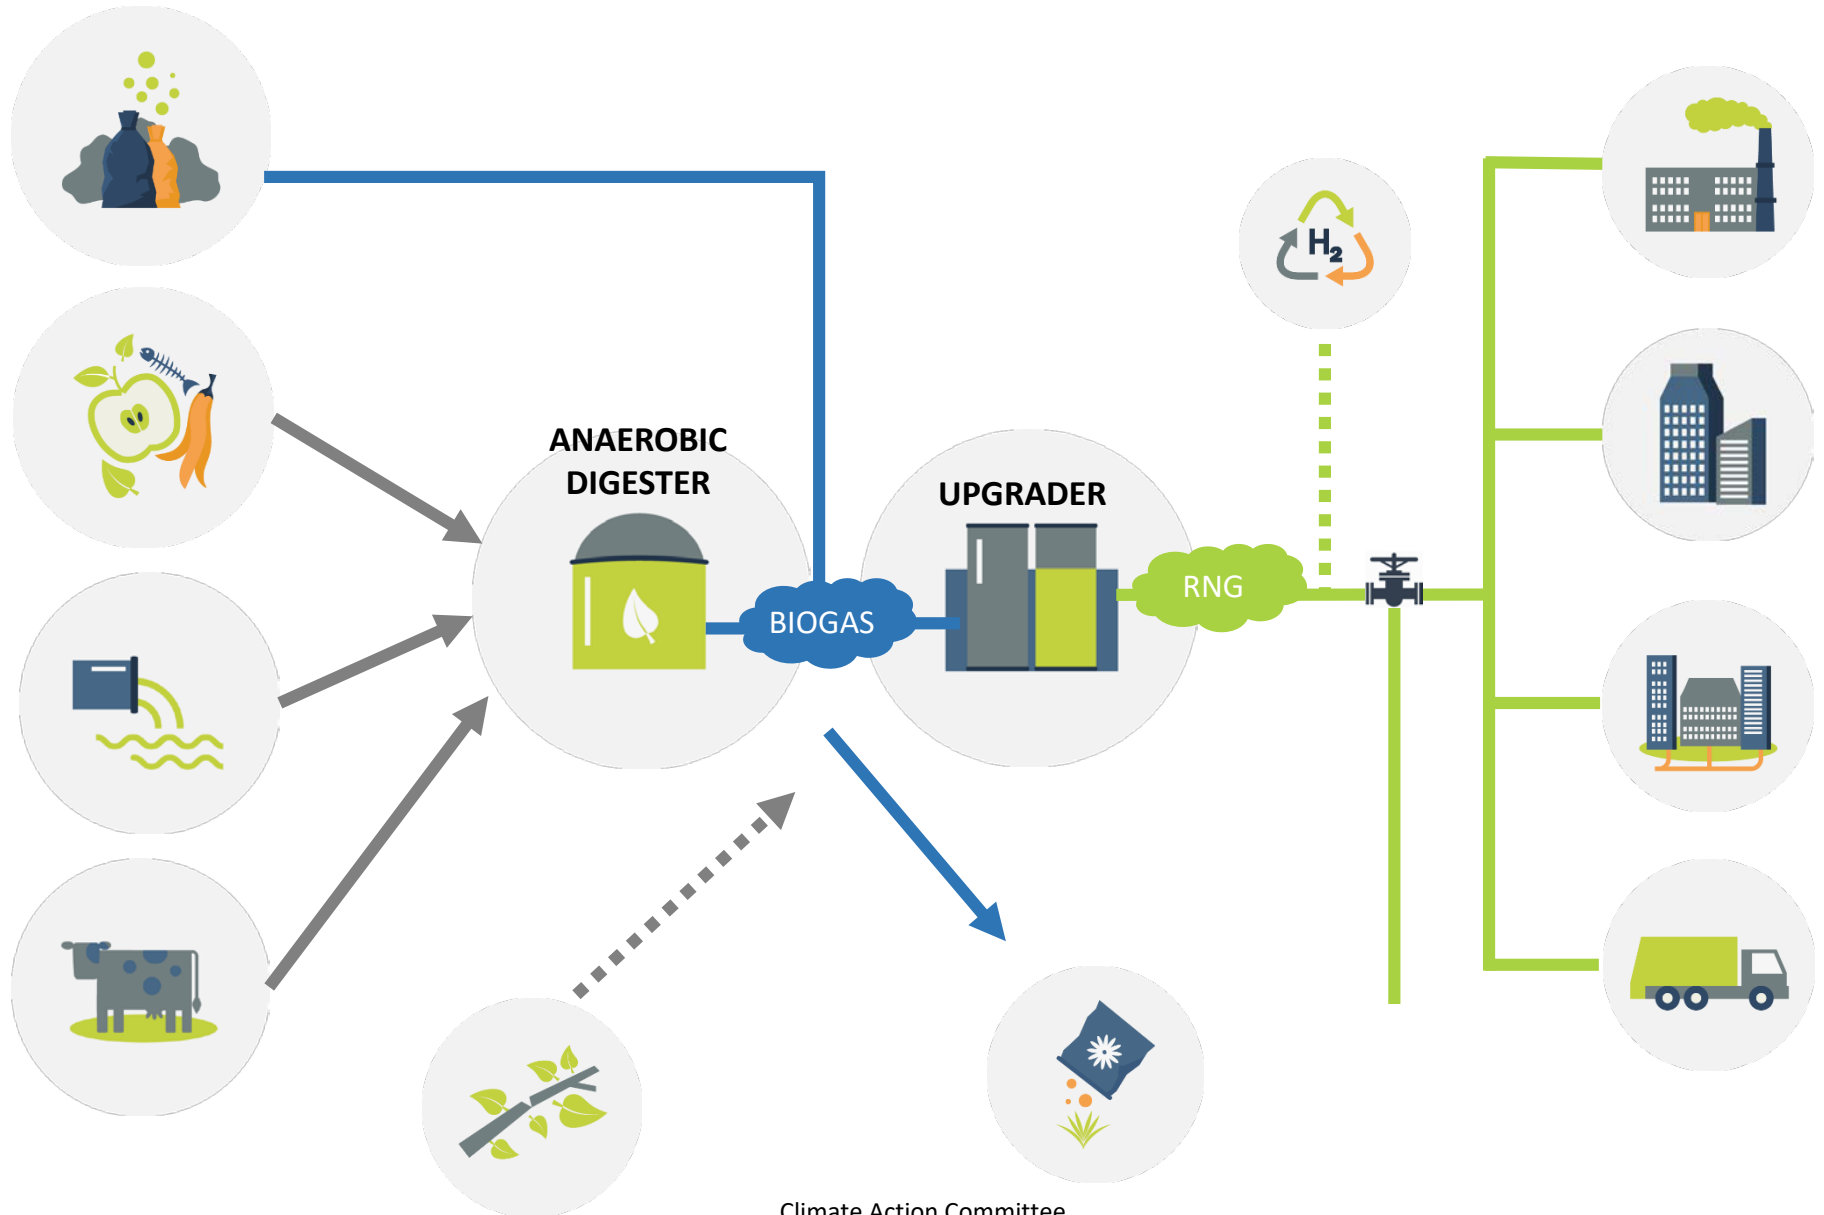 H₂
ANAEROBIC
DIGESTER
UPGRADER
BIOGAS
RNG
Climate Action Committee